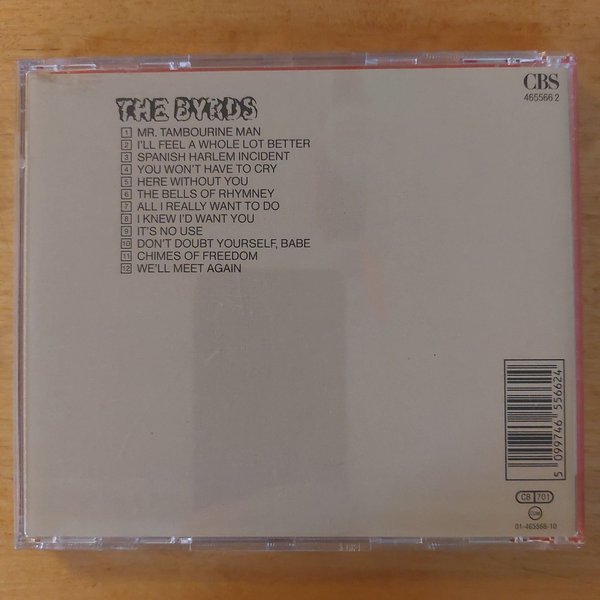 CBS
465566 2
THE BYRDS
1 MR. TAMBOURINE MAN
2 I'LL FEEL A WHOLE LOT BETTER
3 SPANISH HARLEM INCIDENT
4 YOU WON'T HAVE TO CRY
5 HERE WITHOUT YOU
6 THE BELLS OF RHYMNEY
7 ALL I REALLY WANT TO DO
8 I KNEW I'D WANT YOU
9 IT'S NO USE
10 DON'T DOUBT YOURSELF, BABE
11 CHIMES OF FREEDOM
12 WE'LL MEET AGAIN
5 099746 556624
CB 701
01-465566-10